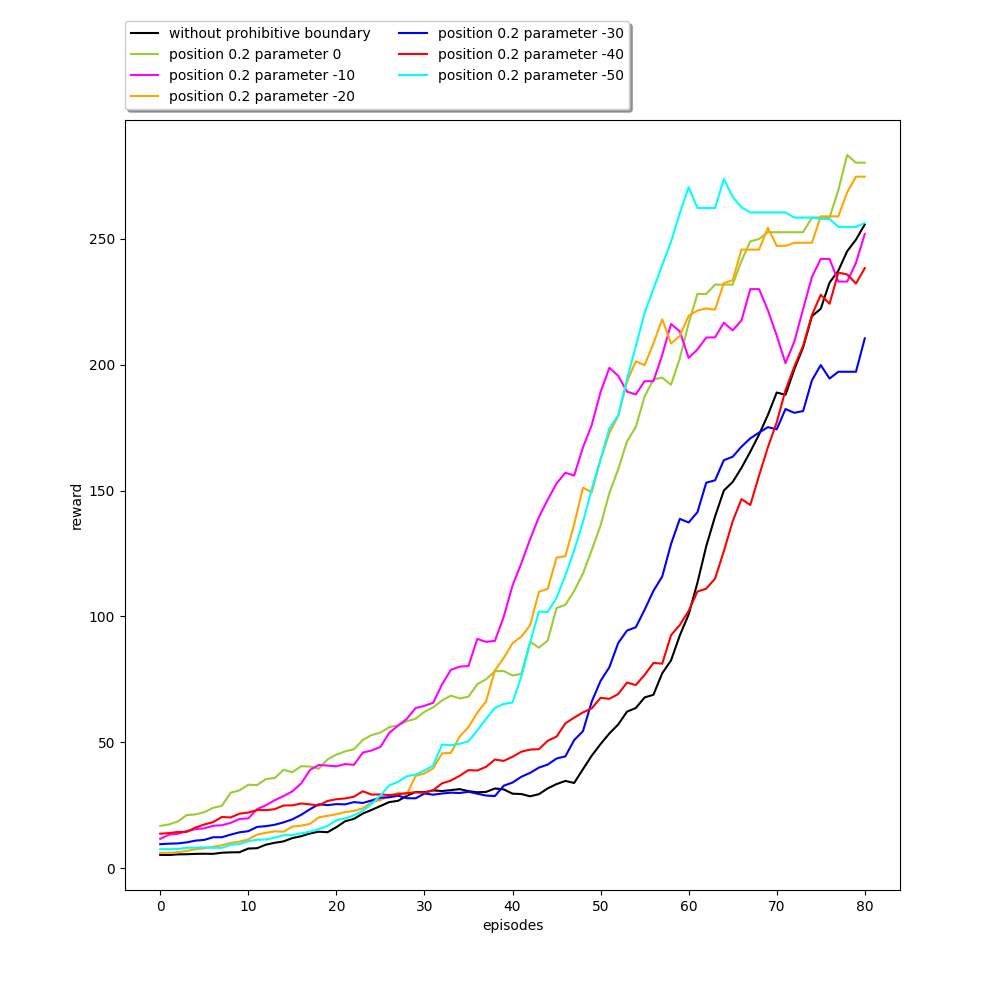 without prohibitive boundary
position 0.2 parameter 0
position 0.2 parameter -10
position 0.2 parameter -20
position 0.2 parameter -30
position 0.2 parameter -40
position 0.2 parameter -50
250
200
150
100
50
0
reward
0 10 20 30 40 50 60 70 80
episodes